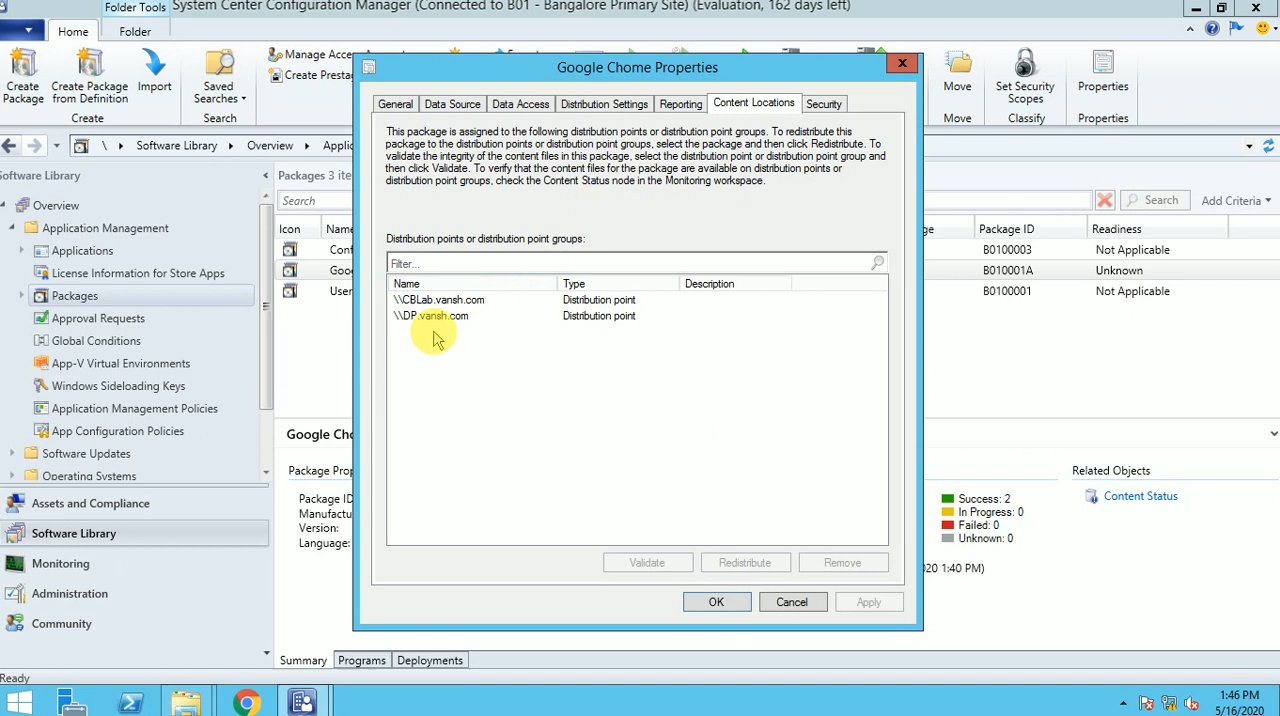 Folder Tools
System Center Configuration Manager (Connected to B01 - Bangalore Primary Site) (Evaluation, 162 days left)
Home
Folder
Create
Package
Create Package
from Definition
Import
Create
Saved
Searches
Search
Manage Acce
Create Prestag
Move
Move
Set Security
Scopes
Classify
Properties
Properties
\ Software Library Overview
Software Library
Overview
Application Management
Applications
License Information for Store Apps
Packages
Approval Requests
Global Conditions
App-V Virtual Environments
Windows Sideloading Keys
Application Management Policies
App Configuration Policies
Software Updates
Operating Systems
Assets and Compliance
Software Library
Monitoring
Administration
Community
Ready
Packages 3 ite
Search
Search
Add Criteria
Icon
Package ID
Readiness
B0100003
Not Applicable
B010001A
Unknown
B0100001
Not Applicable
Google Chome Properties
General
Data Source
Data Access
Distribution Settings
Reporting
Content Locations
Security
This package is assigned to the following distribution points or distribution point groups. To redistribute this
package to the distribution points or distribution point groups, select the package and then click Redistribute. To
validate the integrity of the content files in this package, select the distribution point or distribution point group and
then click Validate. To verify that the content files for the package are available on distribution points or
distribution point groups, check the Content Status node in the Monitoring workspace.
Distribution points or distribution point groups:
Filter...
Name Type Description
\\CBLab.vansh.com Distribution point
\\DP.vansh.com Distribution point
Validate
Redistribute
Remove
OK
Cancel
Apply
Google Cho
Package Prop
Package ID
Manufactu
Version:
Language:
Success: 2
In Progress: 0
Failed: 0
Unknown: 0
020 1:40 PM)
Related Objects
Content Status
Summary
Programs
Deployments
1:46 PM
5/16/2020